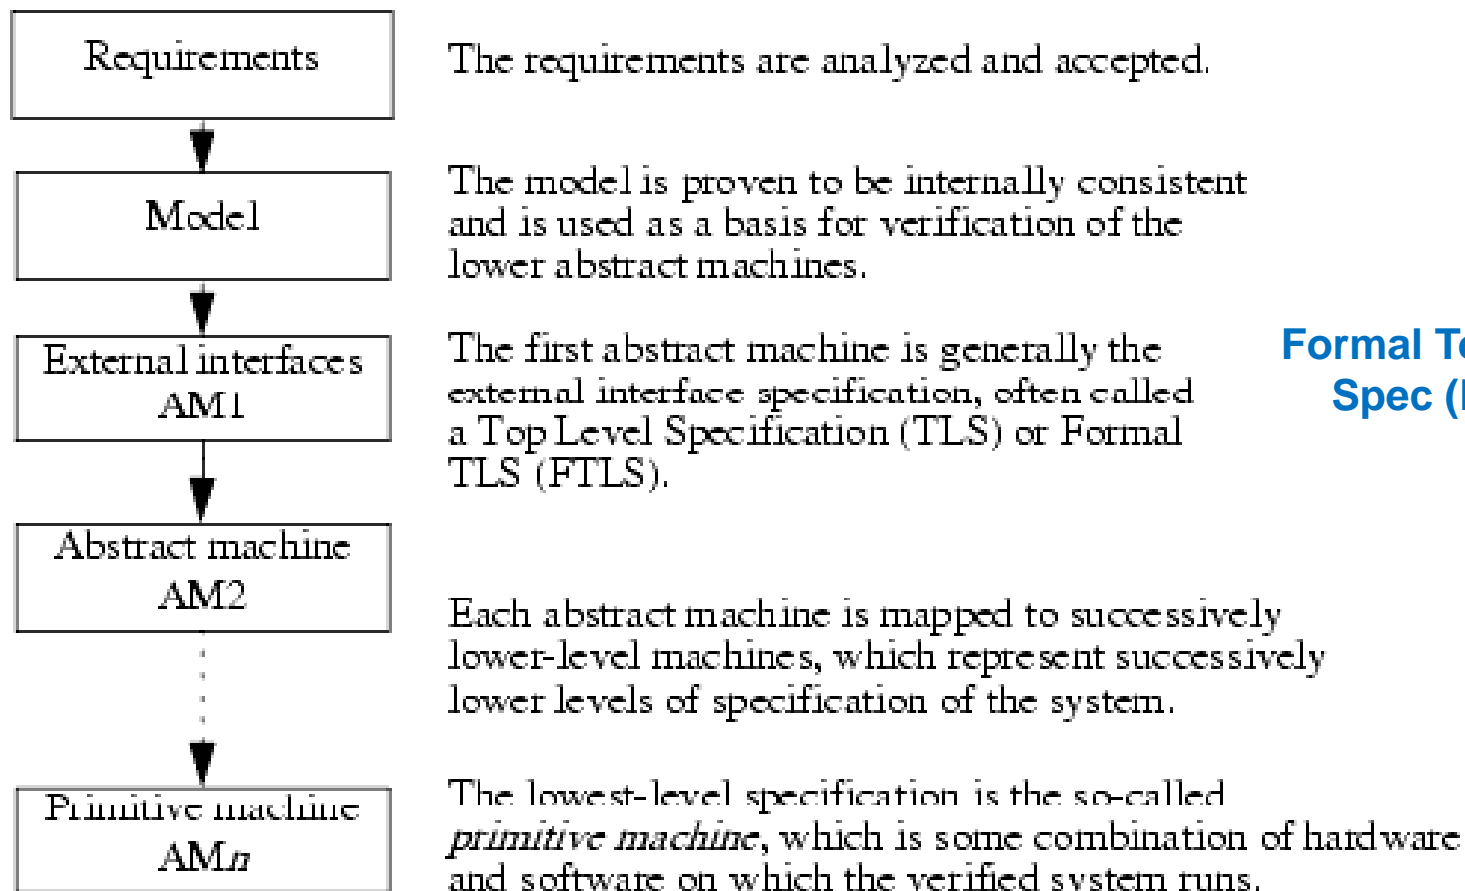 Requirements
The requirements are analyzed and accepted.
Model
The model is proven to be internally consistent
and is used as a basis for verification of the
lower abstract machines.
External interfaces
AM1
The first abstract machine is generally the
external interface specification, often called
a Top Level Specification (TLS) or Formal
TLS (FTLS).
Formal
Spec
Abstract machine
AM2
Each abstract machine is mapped to successively
lower-level machines, which represent successively
lower levels of specification of the system.
Primitive machine
AMn
The lowest-level specification is the so-called
primitive machine, which is some combination of hardware
and software on which the verified system runs.